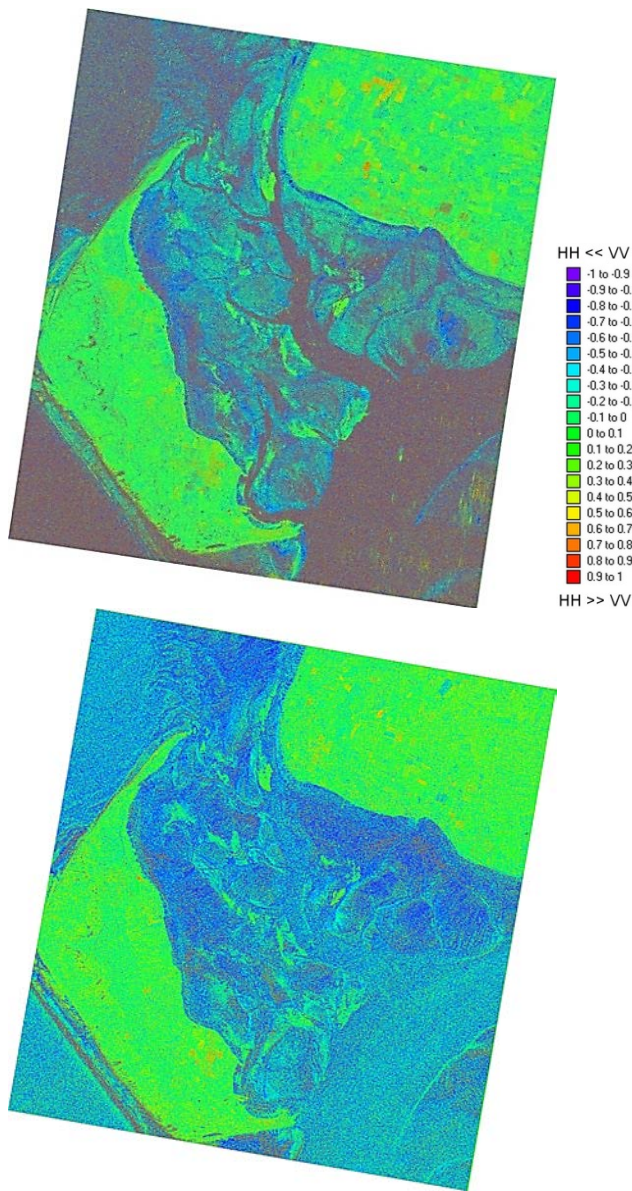 HH << VV
-1 to -0.9
-0.9 to -0.
-0.8 to -0.
-0.7 to -0.
-0.6 to -0.
-0.5 to -0.
-0.4 to -0.
-0.3 to -0.
-0.2 to -0.
-0.1 to 0
0 to 0.1
0.1 to 0.2
0.2 to 0.3
0.3 to 0.4
0.4 to 0.5
0.5 to 0.6
0.6 to 0.7
0.7 to 0.8
0.8 to 0.9
0.9 to 1
HH >> VV